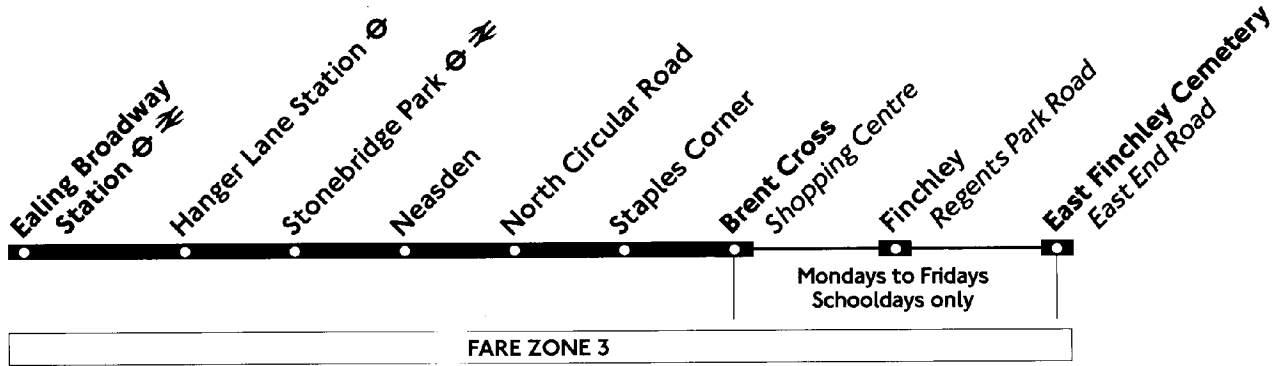 Ealing Broadway
Station
Hanger Lane Station
Stonebridge Park
Neasden
North Circular Road
Staples Corner
Brent Cross
Shopping Centre
Finchley
Regents Park Road
East Finchley Cemetery
East End Road
Mondays to Fridays
Schooldays only
FARE ZONE 3